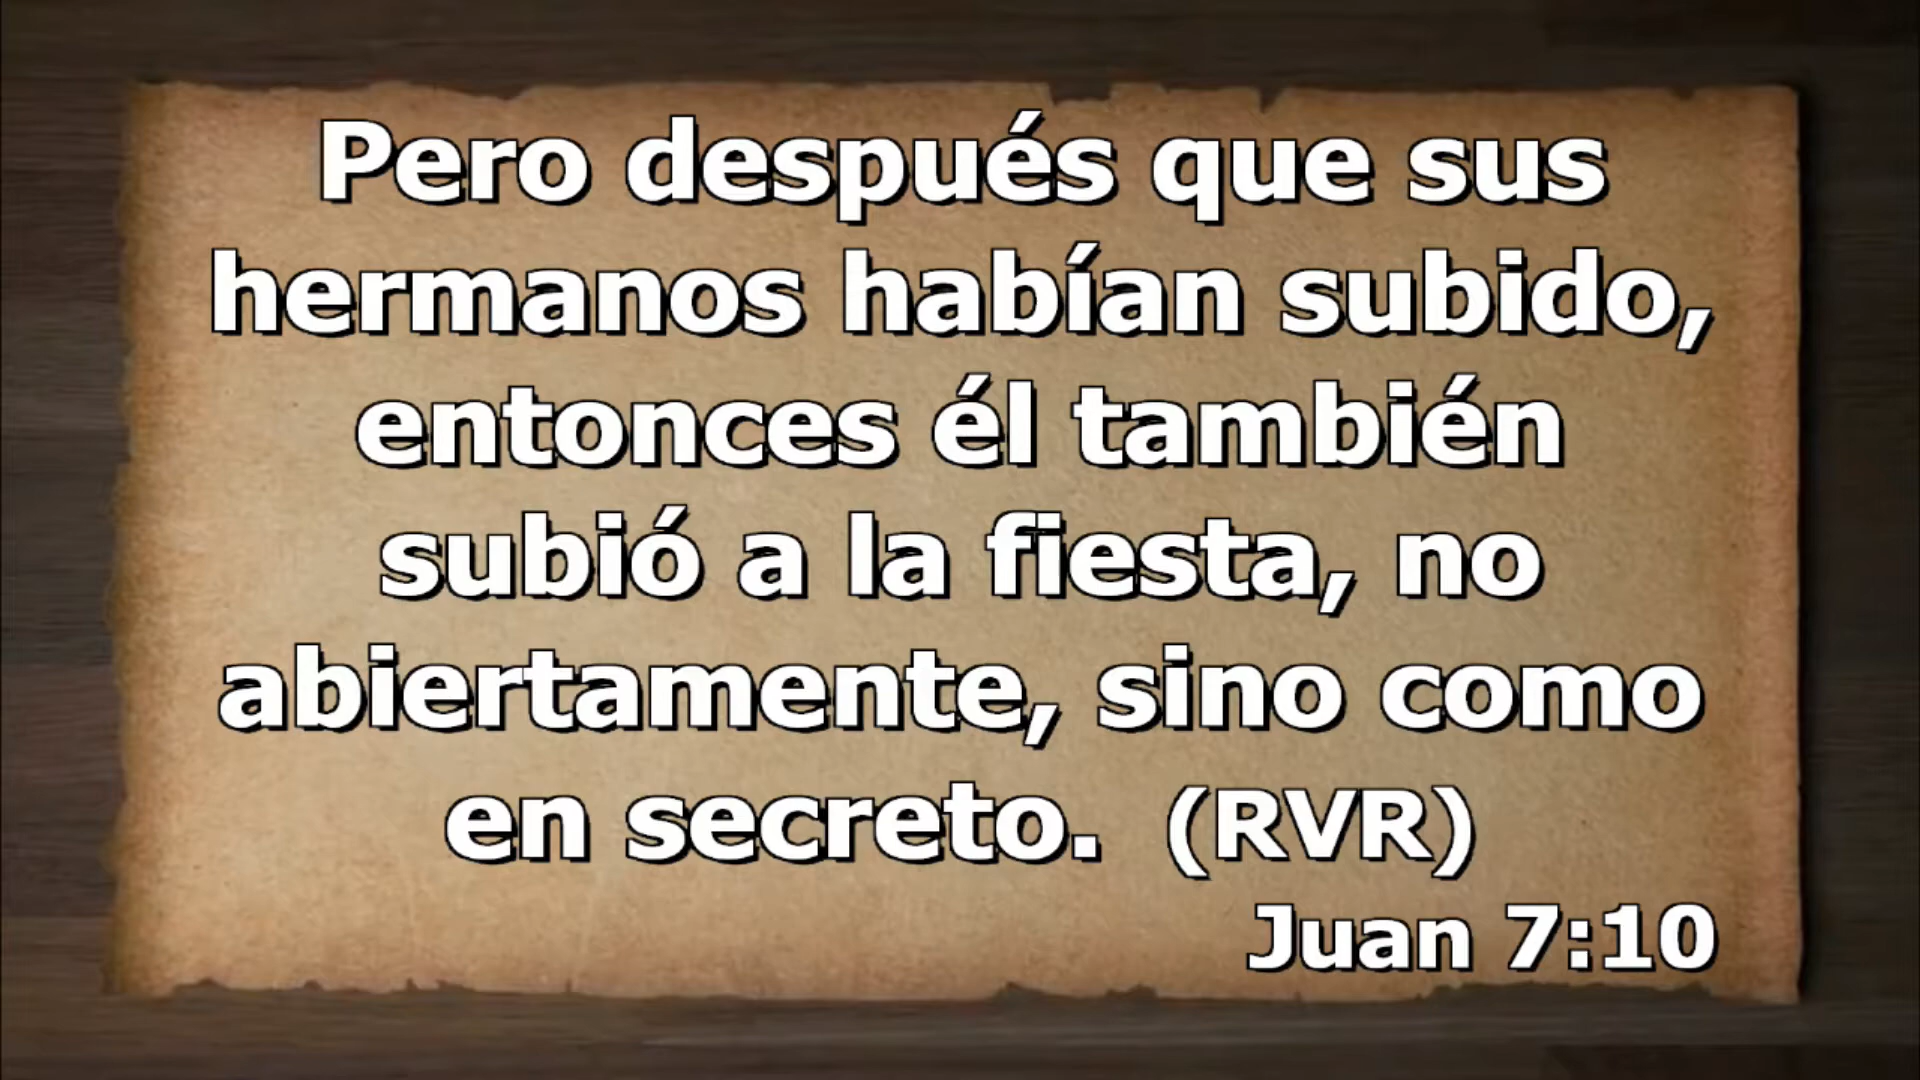 Pero después que sus
hermanos habían subido,
entonces él también
subió a la fiesta, no
abiertamente, sino como
en secreto.  (RVR)
Juan 7:10